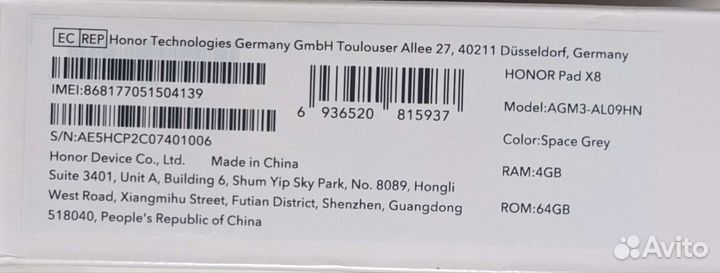 EC REP Honor Technologies Germany GmbH Toulouser Allee 27, 40211 Düsseldorf, Germany
IMEI:868177051504139
S/N:AE5HCP2C07401006
6 936520 815937
HONOR Pad X8
Model:AGM3-AL09HN
Color:Space Grey
RAM:4GB
ROM:64GB
Honor Device Co., Ltd. Made in China
Suite 3401, Unit A, Building 6, Shum Yip Sky Park, No. 8089, Hongli
West Road, Xiangmihu Street, Futian District, Shenzhen, Guangdong
518040, People's Republic of China
Avito